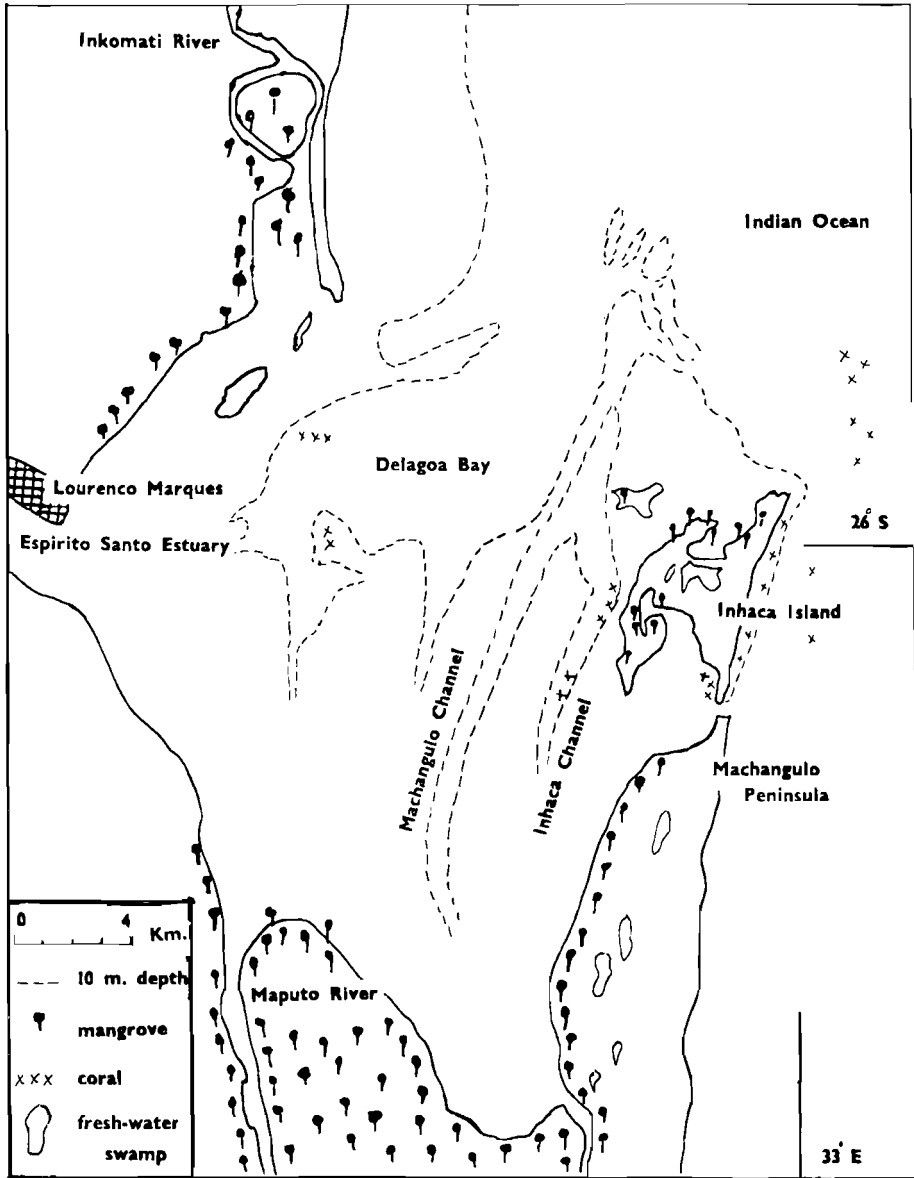 Inkomati River
Indian Ocean
Delagoa Bay
Lourenco Marques
26° S
Espirito Santo Estuary
Inhaca Island
Machangulo Channel
Inhaca Channel
Machangulo
Peninsula
0 4
Km.
10 m. depth
Maputo River
mangrove
coral
fresh-water
swamp
33° E